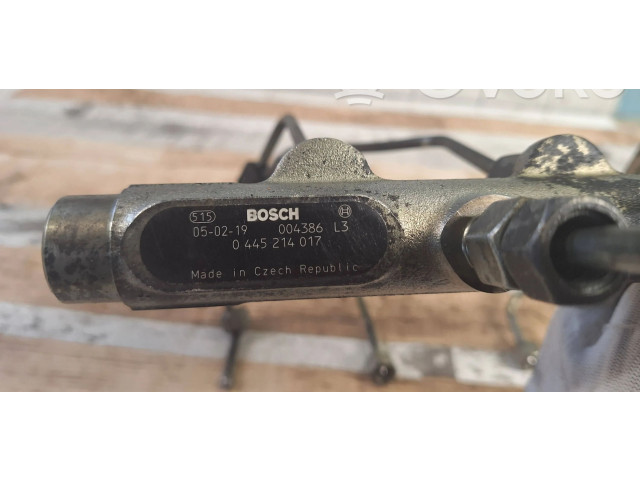 515 BOSCH
05-02-19 004386 L3
0 445 214 017
Made in Czech Republic